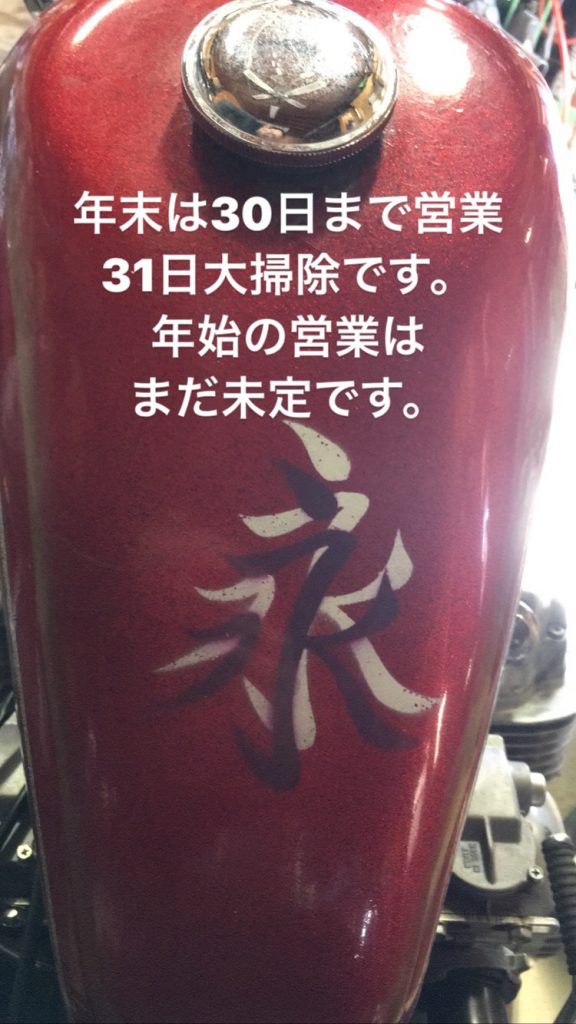 年末は30日まで営業
31日大掃除です。
年始の営業は
まだ未定です。
永